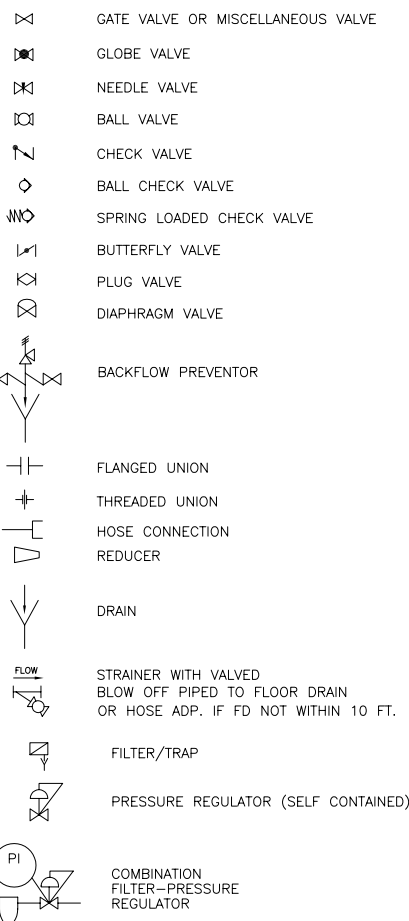 GATE VALVE OR MISCELLANEOUS VALVE
GLOBE VALVE
NEEDLE VALVE
BALL VALVE
CHECK VALVE
BALL CHECK VALVE
SPRING LOADED CHECK VALVE
BUTTERFLY VALVE
PLUG VALVE
DIAPHRAGM VALVE
BACKFLOW PREVENTOR
FLANGED UNION
THREADED UNION
HOSE CONNECTION
REDUCER
DRAIN
FLOW
STRAINER WITH VALVED
BLOW OFF PIPED TO FLOOR DRAIN
OR HOSE ADP. IF FD NOT WITHIN 10 FT.
FILTER/TRAP
PRESSURE REGULATOR (SELF CONTAINED)
PI
COMBINATION
FILTER-PRESSURE
REGULATOR